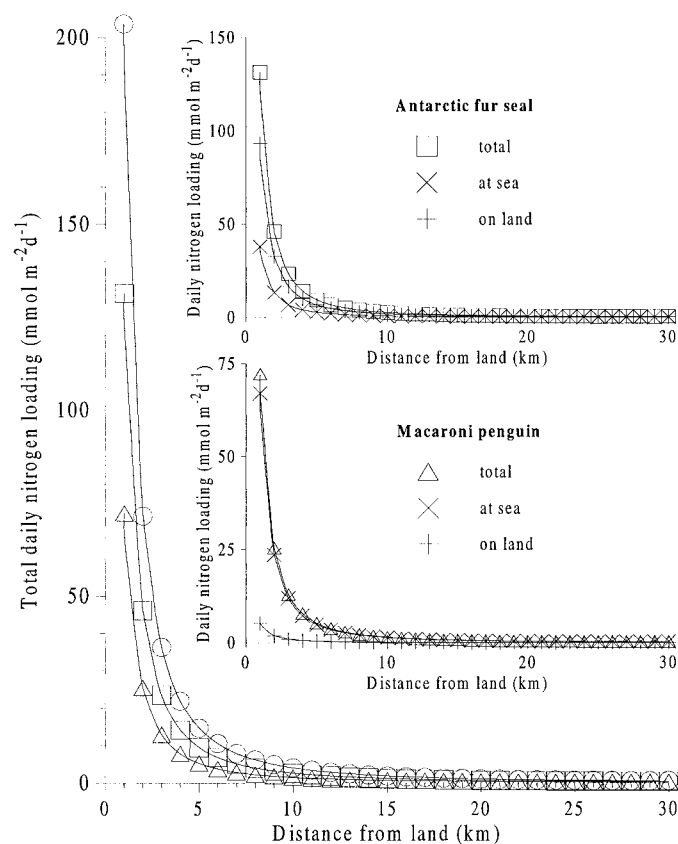 Total daily nitrogen loading (mmol m⁻²d⁻¹)
200
150
100
50
0
0
5
10
15
20
25
30
Distance from land (km)
Daily nitrogen loading (mmol m⁻²d⁻¹)
150
100
50
0
0
10
20
30
Distance from land (km)
Antarctic fur seal
total
at sea
on land
Daily nitrogen loading (mmol m⁻²d⁻¹)
75
50
25
0
0
10
20
30
Distance from land (km)
Macaroni penguin
total
at sea
on land